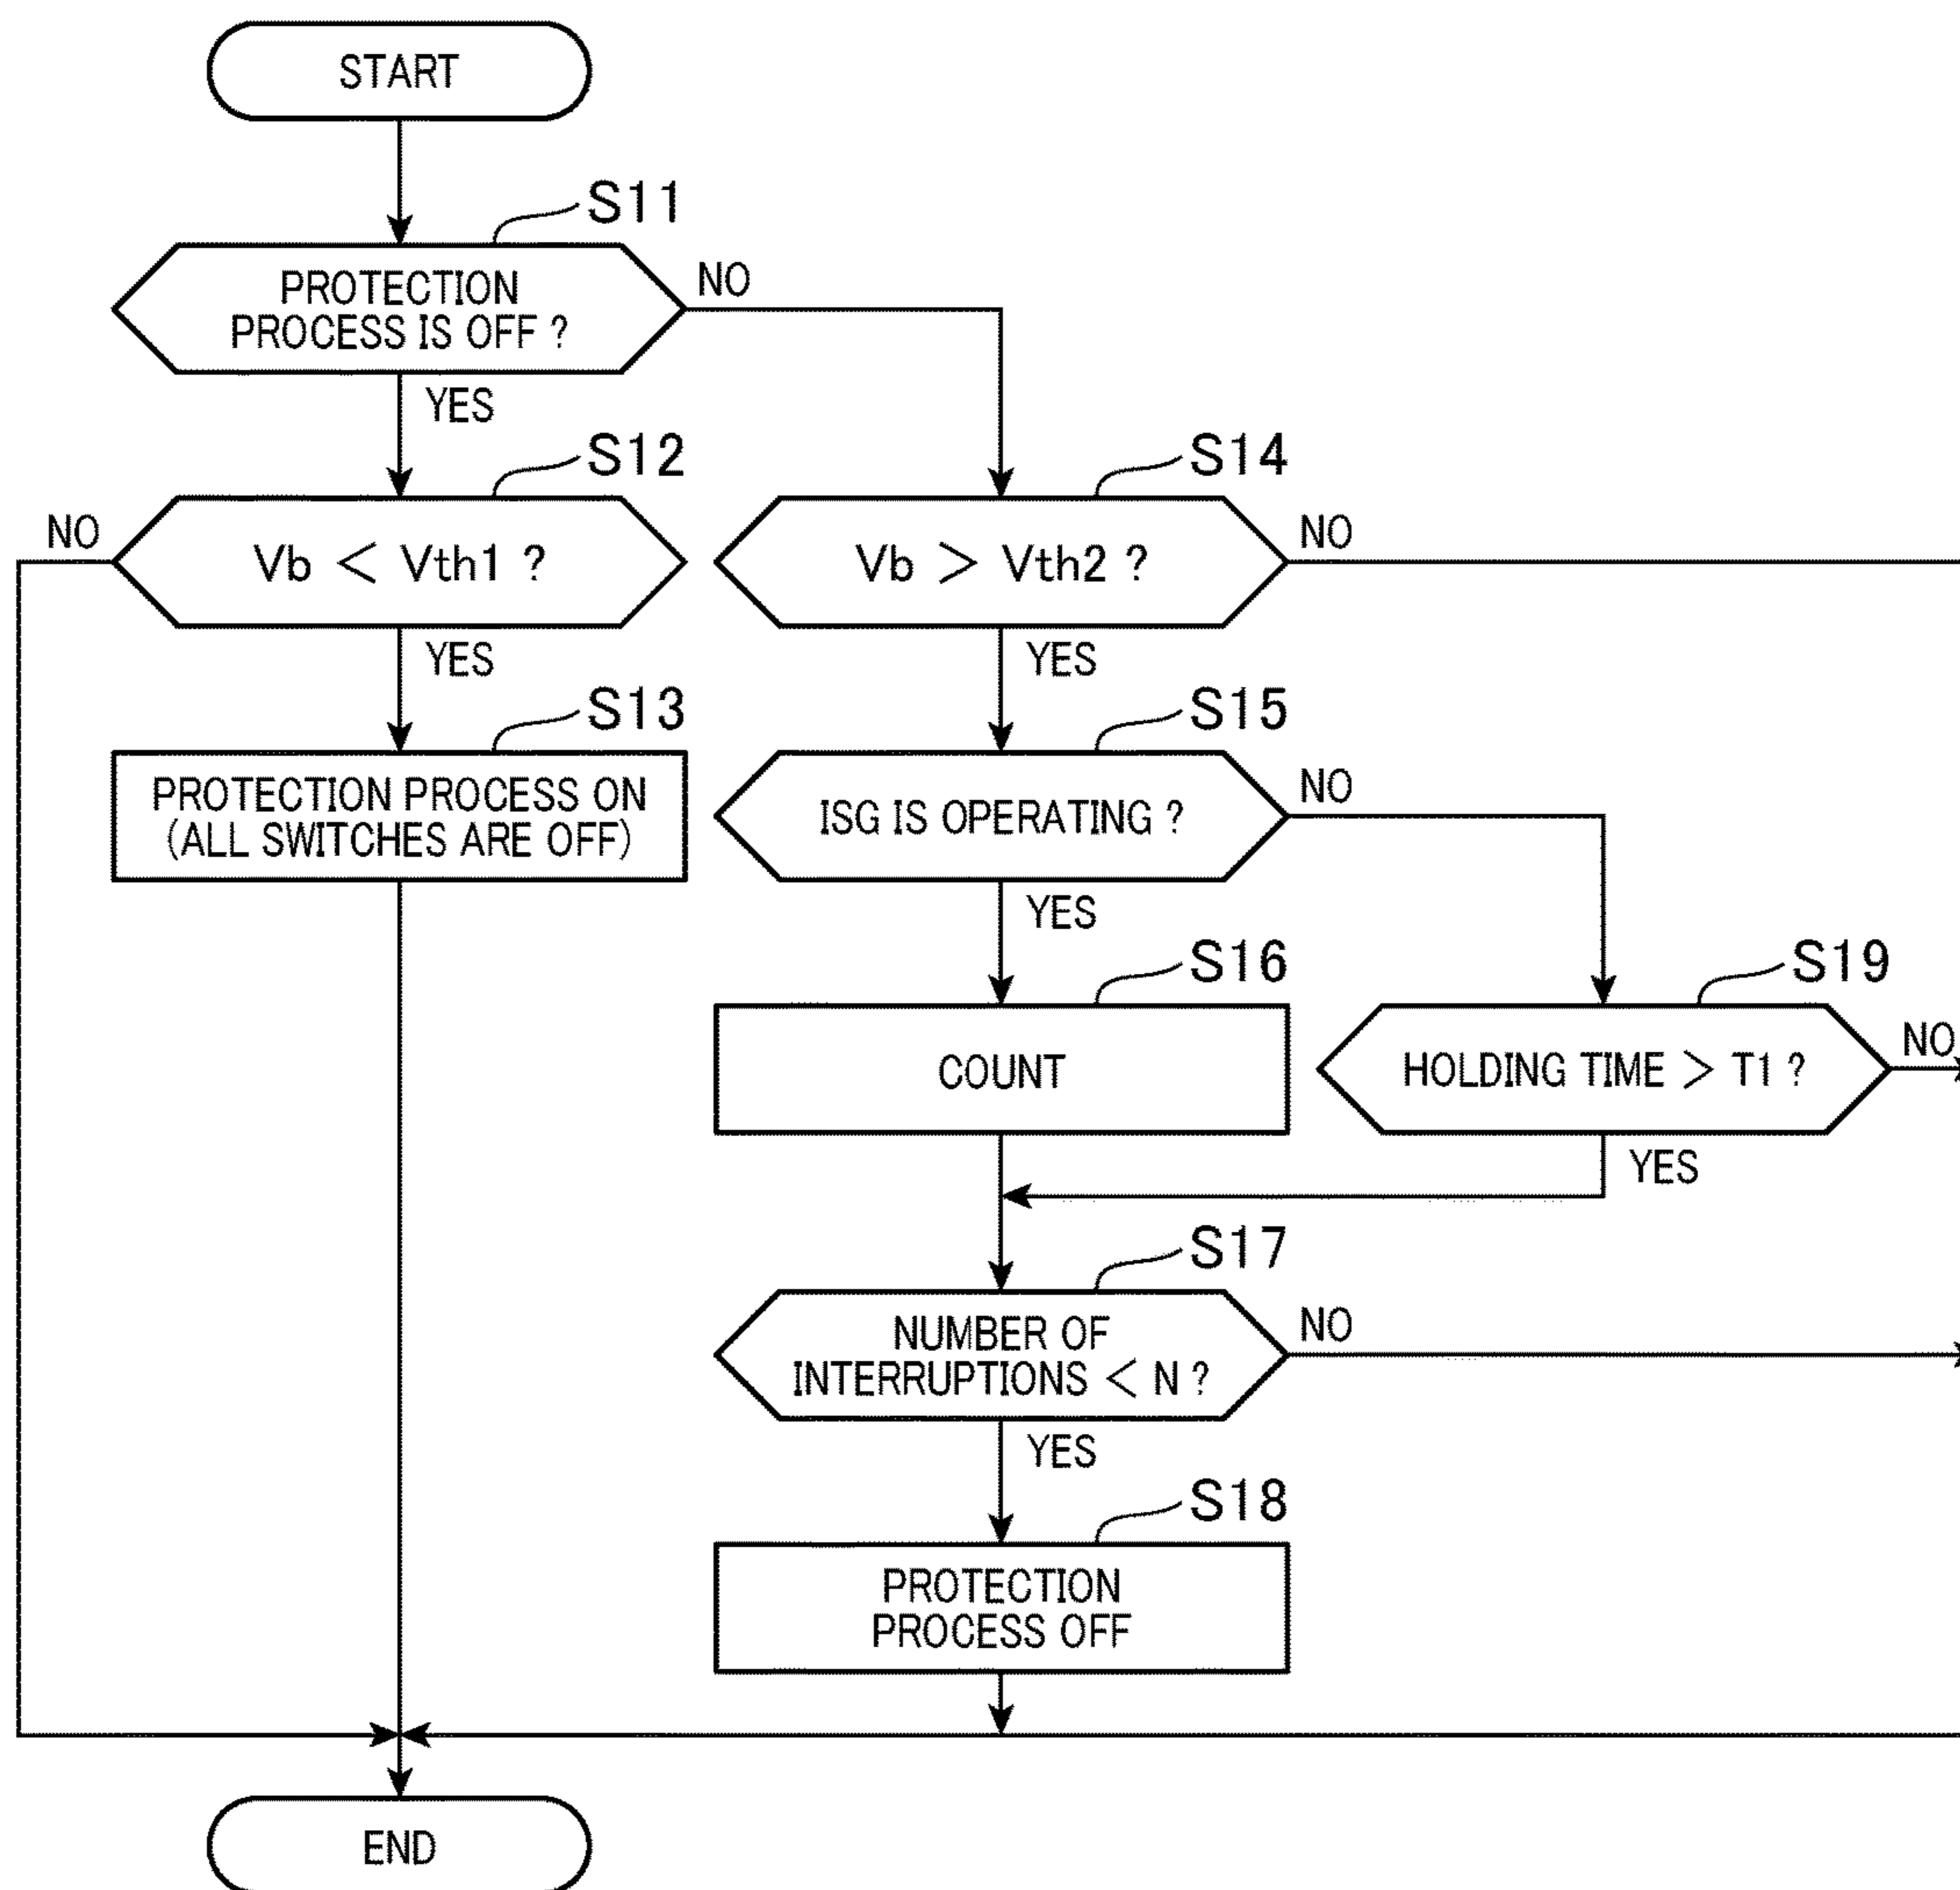 START
S11
PROTECTION
PROCESS IS OFF ?
NO
YES
S12
NO
Vb < Vth1 ?
YES
S14
Vb > Vth2 ?
NO
YES
S13
PROTECTION PROCESS ON
(ALL SWITCHES ARE OFF)
S15
ISG IS OPERATING ?
NO
YES
S16
COUNT
S19
HOLDING TIME > T1 ?
NO
YES
S17
NUMBER OF
INTERRUPTIONS < N ?
NO
YES
S18
PROTECTION
PROCESS OFF
END